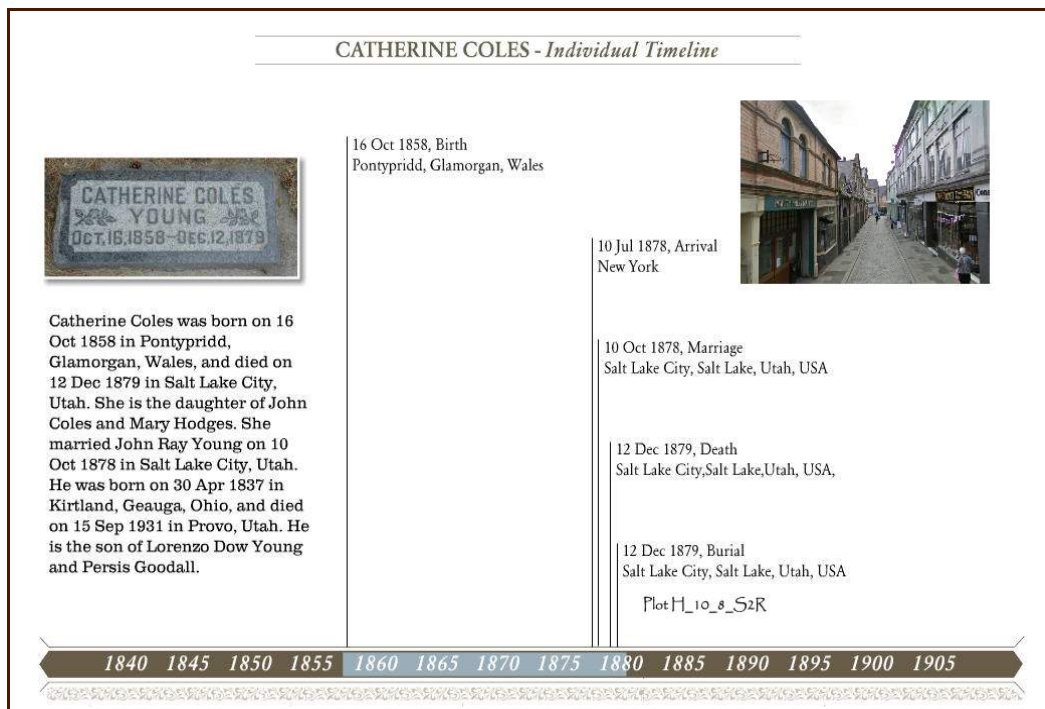 CATHERINE COLES - Individual Timeline
16 Oct 1858, Birth
Pontypridd, Glamorgan, Wales
CATHERINE COLES
YOUNG
OCT. 16, 1858-DEC. 12, 1879
10 Jul 1878, Arrival
New York
Catherine Coles was born on 16
Oct 1858 in Pontypridd,
Glamorgan, Wales, and died on
12 Dec 1879 in Salt Lake City,
Utah. She is the daughter of John
Coles and Mary Hodges. She
married John Ray Young on 10
Oct 1878 in Salt Lake City, Utah.
He was born on 30 Apr 1837 in
Kirtland, Geauga, Ohio, and died
on 15 Sep 1931 in Provo, Utah. He
is the son of Lorenzo Dow Young
and Persis Goodall.
10 Oct 1878, Marriage
Salt Lake City, Salt Lake, Utah, USA
12 Dec 1879, Death
Salt Lake City,Salt Lake,Utah, USA,
12 Dec 1879, Burial
Salt Lake City, Salt Lake, Utah, USA
Plot H_10_8_S2R
1840 1845 1850 1855 1860 1865 1870 1875 1880 1885 1890 1895 1900 1905